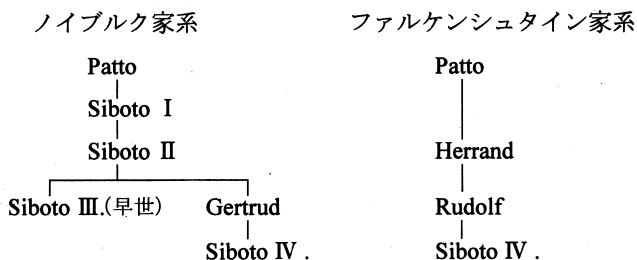 ノイブルク家系 ファルケンシュタイン家系
Patto Patto
Siboto Ⅰ
Siboto Ⅱ Herrand
Siboto Ⅲ.(早世) Gertrud Rudolf
Siboto Ⅳ. Siboto Ⅳ.